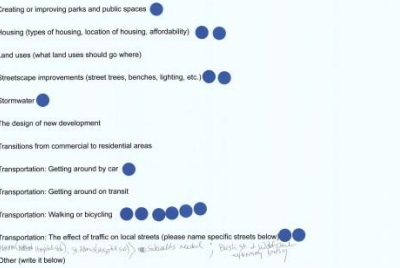 Creating or improving parks and public spaces
Housing (types of housing, location of housing, affordability)
Land uses (what land uses should go where)
Streetscape improvements (street trees, benches, lighting, etc.)
Stormwater
The design of new development
Transitions from commercial to residential areas
Transportation: Getting around by car
Transportation: Getting around on transit
Transportation: Walking or bicycling
Transportation: The effect of traffic on local streets (please name specific streets below)
needed ;
Other (write it below)